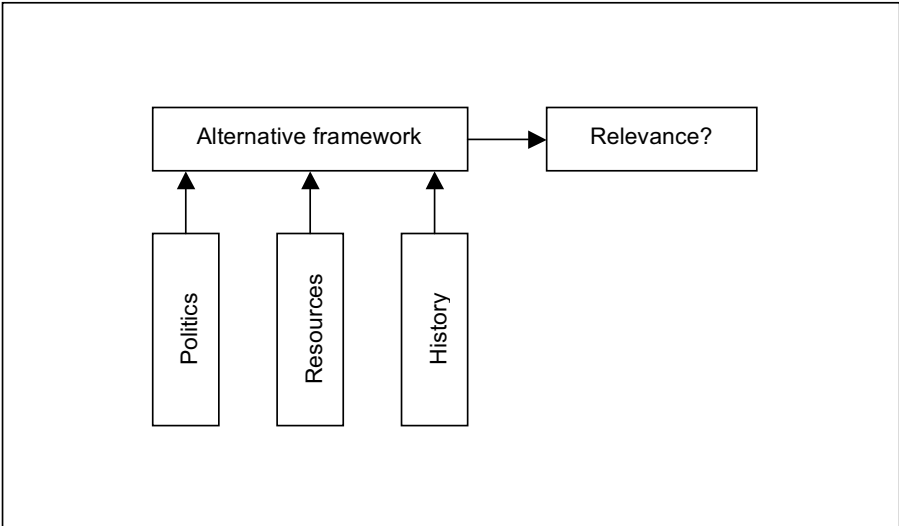 Alternative framework
Relevance?
Politics
Resources
History